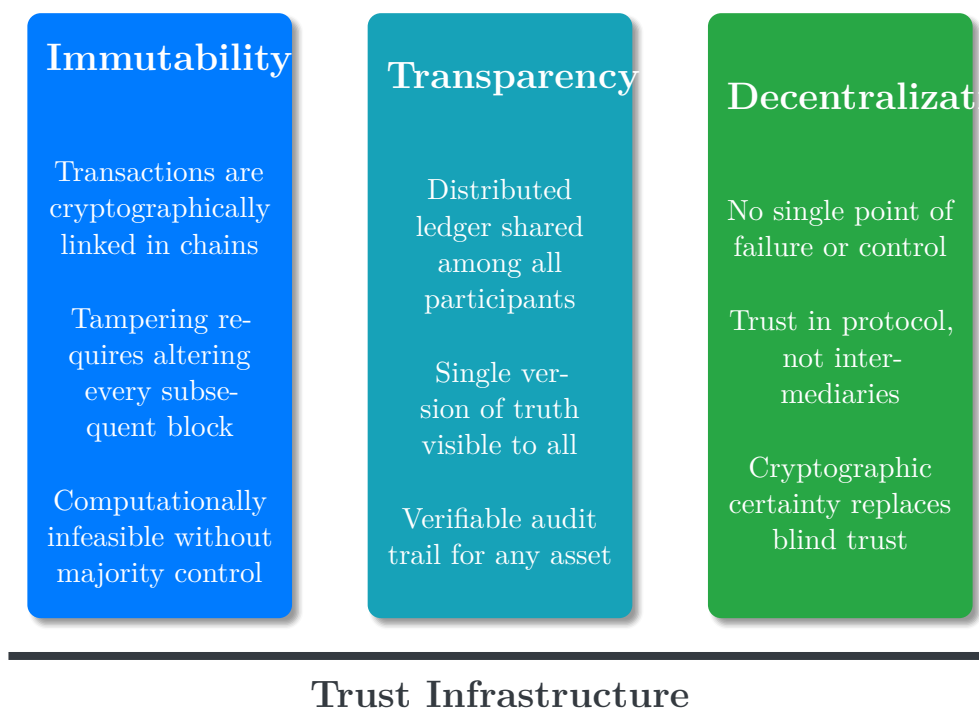 Immutability
Transactions are
cryptographically
linked in chains
Tampering re-
quires altering
every subse-
quent block
Computationally
infeasible without
majority control
Transparency
Distributed
ledger shared
among all
participants
Single ver-
sion of truth
visible to all
Verifiable audit
trail for any asset
Decentralizat
No single point of
failure or control
Trust in protocol,
not inter-
mediaries
Cryptographic
certainty replaces
blind trust
Trust Infrastructure